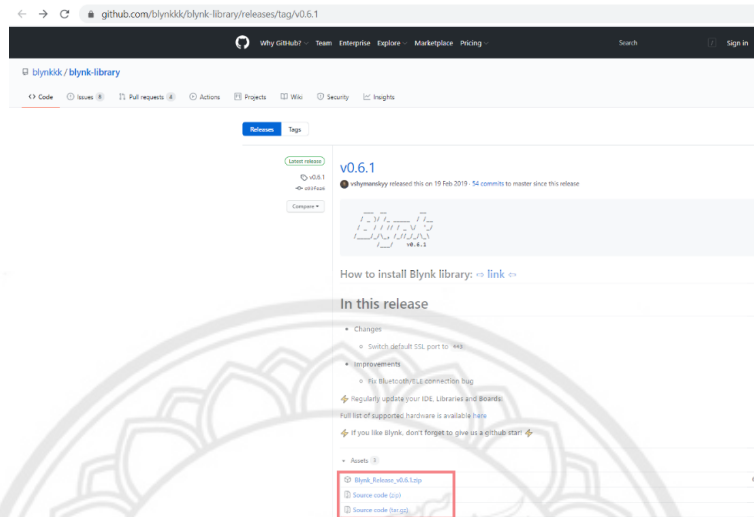 github.com/blynkkk/blynk-library/releases/tag/v0.6.1
Why GitHub? Team Enterprise Explore Marketplace Pricing Search / Sign in
blynkkk / blynk-library
Code Issues 8 Pull requests 4 Actions Projects Wiki Security Insights
Releases Tags
Latest release
v0.6.1
v0.6.1
vshymanskyy released this on 19 Feb 2019 · 54 commits to master since this release
Compare
v0.6.1
How to install Blynk library: ⇨ link ⇦
In this release
Changes
Switch default SSL port to 443
Improvements
Fix Bluetooth/BLE connection bug
⚡ Regularly update your IDE, Libraries and Boards!
Full list of supported hardware is available here
⚡ If you like Blynk, don't forget to give us a github star! ⚡
Assets 3
Blynk_Release_v0.6.1.zip
Source code (zip)
Source code (tar.gz)